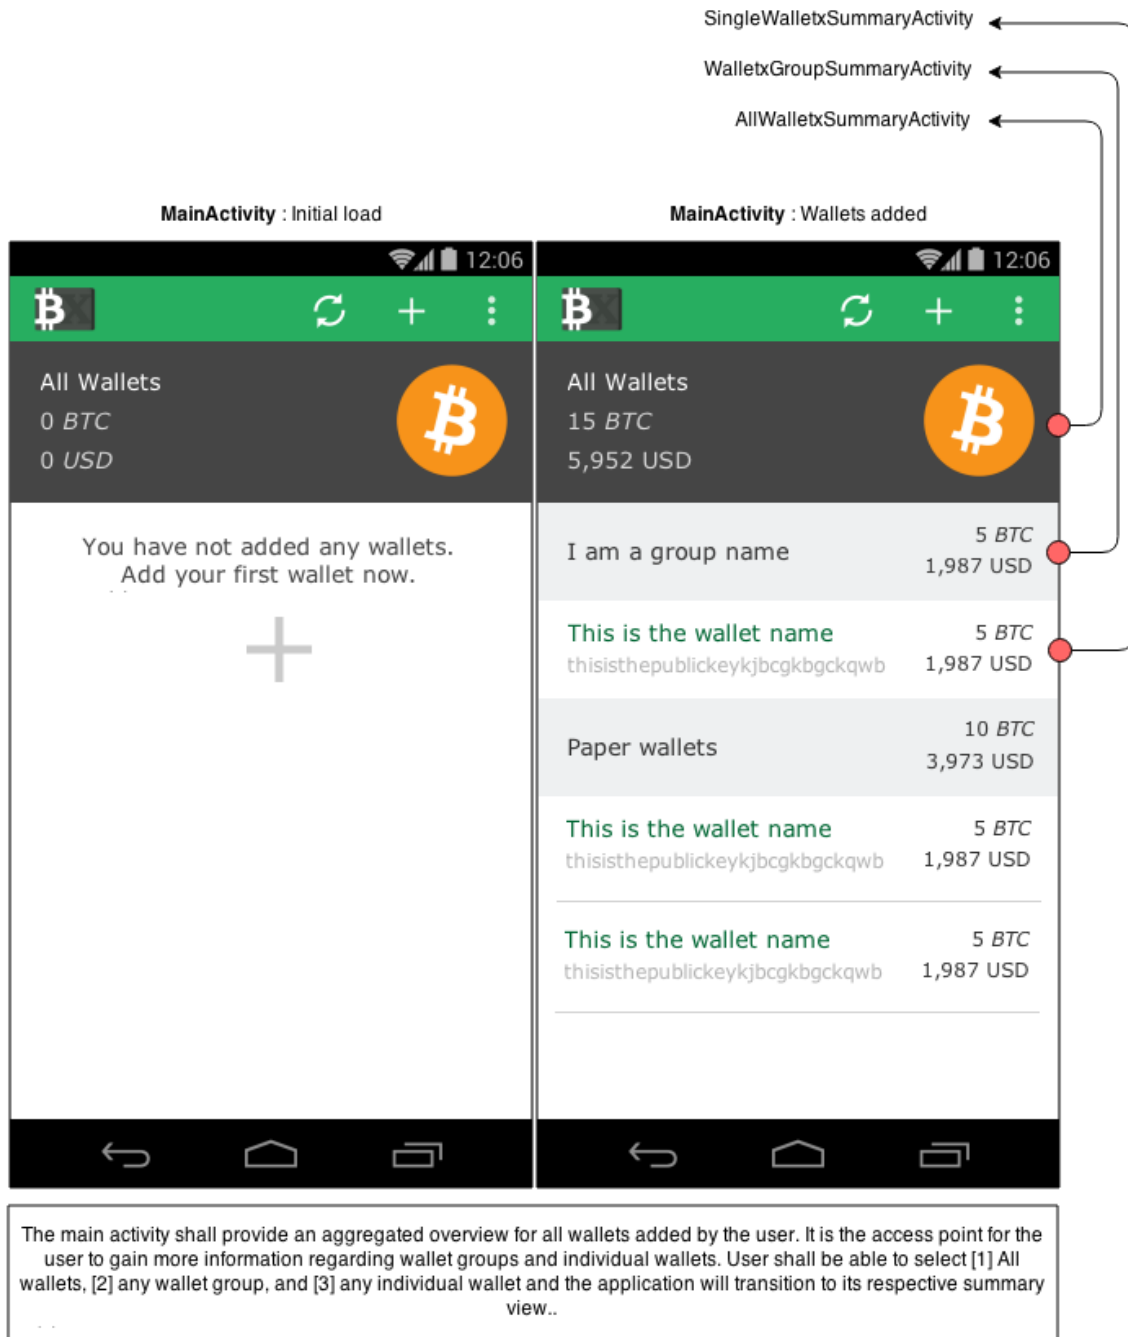 SingleWalletxSummaryActivity
WalletxGroupSummaryActivity
AllWalletxSummaryActivity
MainActivity : Initial load
12:06
All Wallets
0 BTC
0 USD
You have not added any wallets.
Add your first wallet now.
MainActivity : Wallets added
12:06
All Wallets
15 BTC
5,952 USD
I am a group name
5 BTC
1,987 USD
This is the wallet name
5 BTC
thisisthepublickeykjbcgkbgckqwb
1,987 USD
Paper wallets
10 BTC
3,973 USD
This is the wallet name
5 BTC
thisisthepublickeykjbcgkbgckqwb
1,987 USD
This is the wallet name
5 BTC
thisisthepublickeykjbcgkbgckqwb
1,987 USD
The main activity shall provide an aggregated overview for all wallets added by the user. It is the access point for the
user to gain more information regarding wallet groups and individual wallets. User shall be able to select [1] All
wallets, [2] any wallet group, and [3] any individual wallet and the application will transition to its respective summary
view..